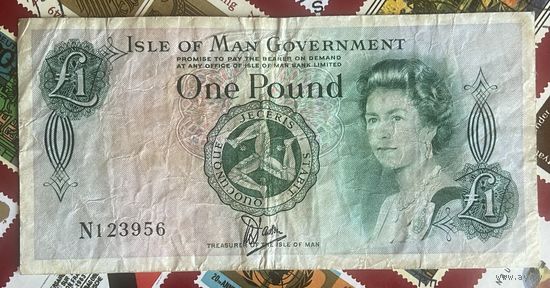 ISLE OF MAN GOVERNMENT
PROMISE TO PAY THE BEARER ON DEMAND
AT ANY OFFICE OF ISLE OF MAN BANK LIMITED
One Pound
£1
QUOCUNQUE JECERIS STABIT
N123956
£1
TREASURER OF THE ISLE OF MAN